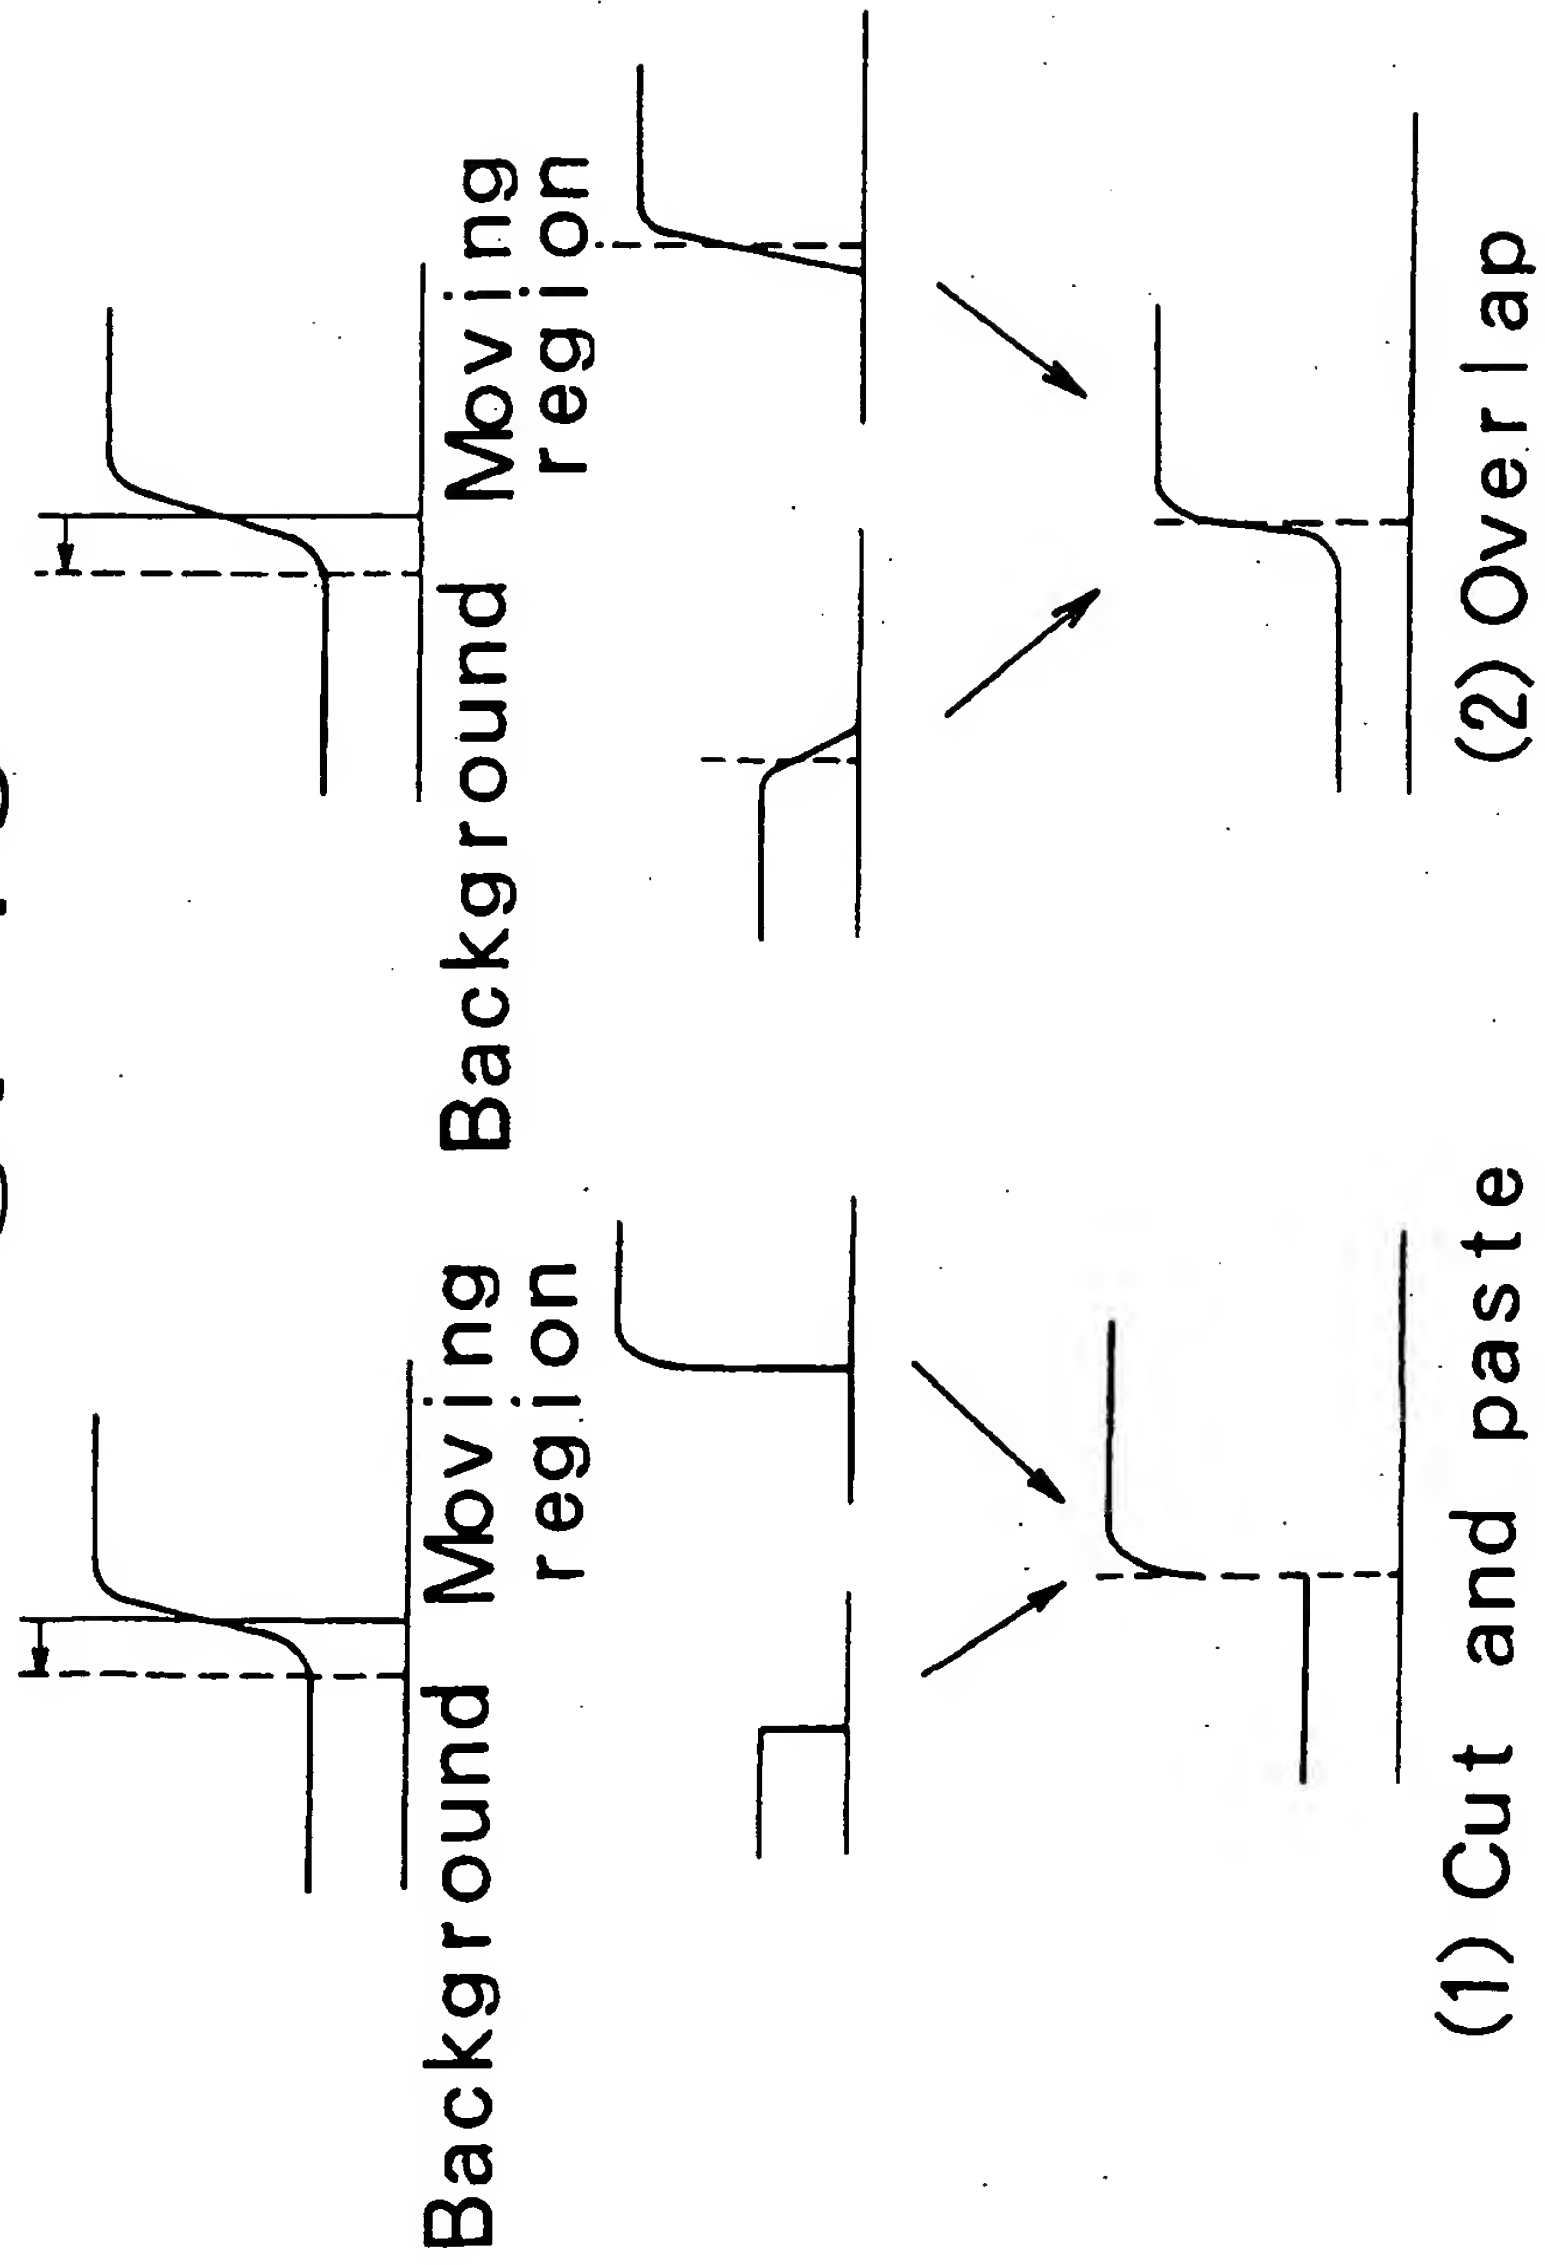 Background Moving
region
Background Moving
region
(1) Cut and paste
(2) Overlap